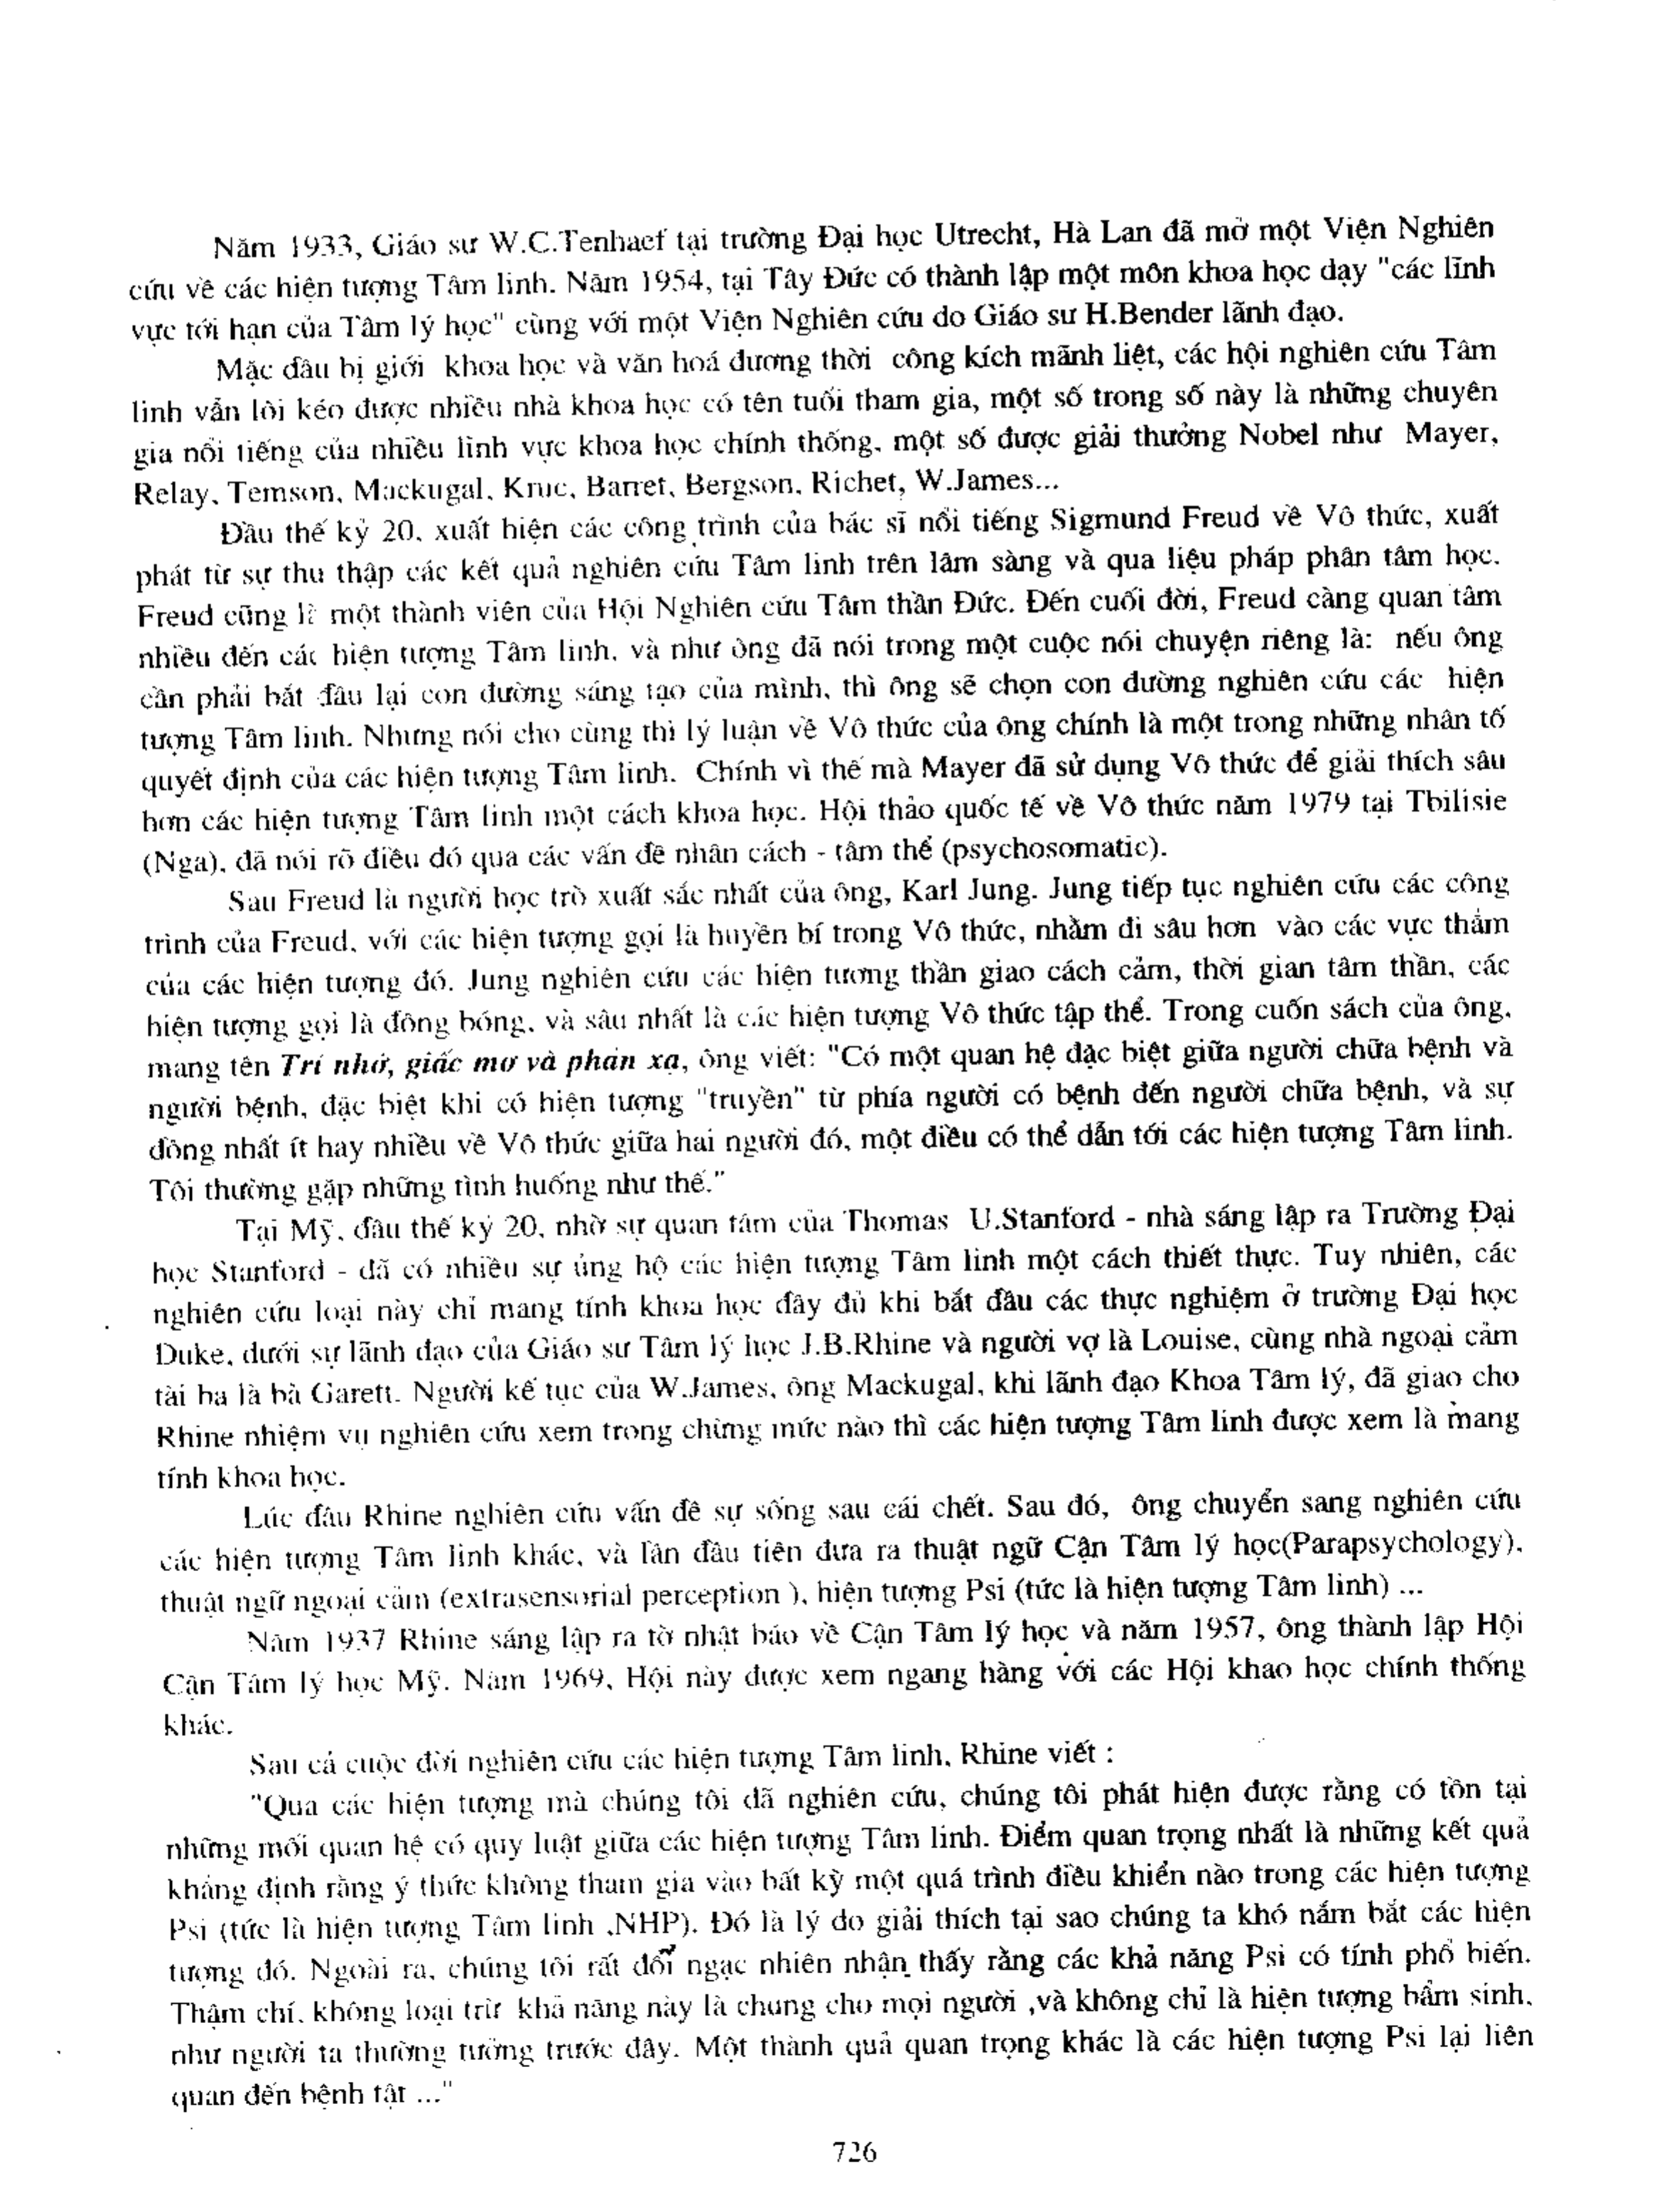 Năm 1933, Giáo sư W.C.Tenhaef tại trường Đại học Utrecht, Hà Lan đã mở một Viện Nghiên
cứu về các hiện tượng Tâm linh. Năm 1954, tại Tây Đức có thành lập một môn khoa học dạy "các lĩnh
vực tới hạn của Tâm lý học" cùng với một Viện Nghiên cứu do Giáo sư H.Bender lãnh đạo.
Mặc đầu bị giới khoa học và văn hoá đương thời công kích mãnh liệt, các hội nghiên cứu Tâm
linh vẫn lôi kéo được nhiều nhà khoa học có tên tuổi tham gia, một số trong số này là những chuyên
gia nổi tiếng của nhiều lĩnh vực khoa học chính thống, một số được giải thưởng Nobel như Mayer,
Relay, Temson, Mackugal, Kruc, Barret, Bergson, Richet, W.James...
Đầu thế kỷ 20, xuất hiện các công trình của bác sĩ nổi tiếng Sigmund Freud về Vô thức, xuất
phát từ sự thu thập các kết quả nghiên cứu Tâm linh trên lâm sàng và qua liệu pháp phân tâm học.
Freud cũng là một thành viên của Hội Nghiên cứu Tâm thần Đức. Đến cuối đời, Freud càng quan tâm
nhiều đến các hiện tượng Tâm linh, và như ông đã nói trong một cuộc nói chuyện riêng là: nếu ông
cần phải bắt đầu lại con đường sáng tạo của mình, thì ông sẽ chọn con đường nghiên cứu các hiện
tượng Tâm linh. Nhưng nói cho cùng thì lý luận về Vô thức của ông chính là một trong những nhân tố
quyết định của các hiện tượng Tâm linh. Chính vì thế mà Mayer đã sử dụng Vô thức để giải thích sâu
hơn các hiện tượng Tâm linh một cách khoa học. Hội thảo quốc tế về Vô thức năm 1979 tại Tbilisie
(Nga), đã nói rõ điều đó qua các vấn đề nhân cách - tâm thể (psychosomatic).
Sau Freud là người học trò xuất sắc nhất của ông, Karl Jung. Jung tiếp tục nghiên cứu các công
trình của Freud, với các hiện tượng gọi là huyền bí trong Vô thức, nhằm đi sâu hơn vào các vực thẳm
của các hiện tượng đó. Jung nghiên cứu các hiện tương thần giao cách cảm, thời gian tâm thần, các
hiện tượng gọi là đồng bóng, và sâu nhất là các hiện tượng Vô thức tập thể. Trong cuốn sách của ông,
mang tên Trí nhớ, giấc mơ và phản xạ, ông viết: "Có một quan hệ đặc biệt giữa người chữa bệnh và
người bệnh, đặc biệt khi có hiện tượng "truyền" từ phía người có bệnh đến người chữa bệnh, và sự
đồng nhất ít hay nhiều về Vô thức giữa hai người đó, một điều có thể dẫn tới các hiện tượng Tâm linh.
Tôi thường gặp những tình huống như thế."
Tại Mỹ, đầu thế kỷ 20, nhờ sự quan tâm của Thomas U.Stanford - nhà sáng lập ra Trường Đại
học Stanford - đã có nhiều sự ủng hộ các hiện tượng Tâm linh một cách thiết thực. Tuy nhiên, các
nghiên cứu loại này chỉ mang tính khoa học đầy đủ khi bắt đầu các thực nghiệm ở trường Đại học
Duke, dưới sự lãnh đạo của Giáo sư Tâm lý học J.B.Rhine và người vợ là Louise, cùng nhà ngoại cảm
tài ba là bà Garett. Người kế tục của W.James, ông Mackugal, khi lãnh đạo Khoa Tâm lý, đã giao cho
Rhine nhiệm vụ nghiên cứu xem trong chừng mức nào thì các hiện tượng Tâm linh được xem là mang
tính khoa học.
Lúc đầu Rhine nghiên cứu vấn đề sự sống sau cái chết. Sau đó, ông chuyển sang nghiên cứu
các hiện tượng Tâm linh khác, và lần đầu tiên đưa ra thuật ngữ Cận Tâm lý học(Parapsychology),
thuật ngữ ngoại cảm (extrasensorial perception ), hiện tượng Psi (tức là hiện tượng Tâm linh) ...
Năm 1937 Rhine sáng lập ra tờ nhật báo về Cận Tâm lý học và năm 1957, ông thành lập Hội
Cận Tâm lý học Mỹ. Năm 1969, Hội này được xem ngang hàng với các Hội khao học chính thống
khác.
Sau cả cuộc đời nghiên cứu các hiện tượng Tâm linh, Rhine viết :
"Qua các hiện tượng mà chúng tôi đã nghiên cứu, chúng tôi phát hiện được rằng có tồn tại
những mối quan hệ có quy luật giữa các hiện tượng Tâm linh. Điểm quan trọng nhất là những kết quả
khẳng định rằng ý thức không tham gia vào bất kỳ một quá trình điều khiển nào trong các hiện tượng
Psi (tức là hiện tượng Tâm linh ,NHP). Đó là lý do giải thích tại sao chúng ta khó nắm bắt các hiện
tượng đó. Ngoài ra, chúng tôi rất đỗi ngạc nhiên nhận thấy rằng các khả năng Psi có tính phổ biến.
Thậm chí, không loại trừ khả năng này là chung cho mọi người ,và không chỉ là hiện tượng bẩm sinh,
như người ta thường tưởng trước đây. Một thành quả quan trọng khác là các hiện tượng Psi lại liên
quan đến bệnh tật ..."
726